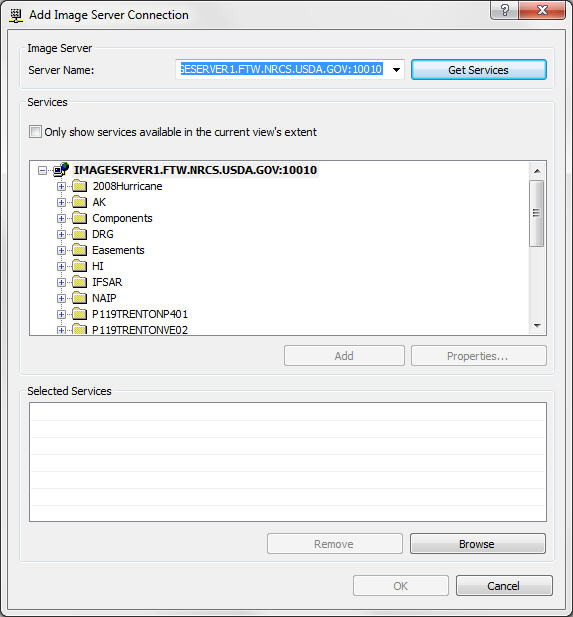 Add Image Server Connection
?
Image Server
Server Name: GESERVER1.FTW.NRCS.USDA.GOV:10010 Get Services
Services
Only show services available in the current view's extent
IMAGESERVER1.FTW.NRCS.USDA.GOV:10010
2008Hurricane
AK
Components
DRG
Easements
HI
IFSAR
NAIP
P119TRENTONP401
P119TRENTONVE02
Add Properties...
Selected Services
Remove Browse
OK Cancel